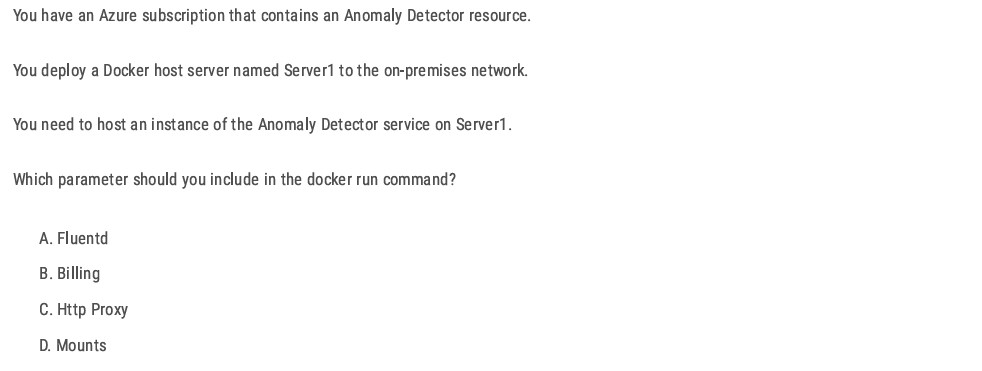 You have an Azure subscription that contains an Anomaly Detector resource.
You deploy a Docker host server named Server1 to the on-premises network.
You need to host an instance of the Anomaly Detector service on Server1.
Which parameter should you include in the docker run command?
A. Fluentd
B. Billing
C. Http Proxy
D. Mounts